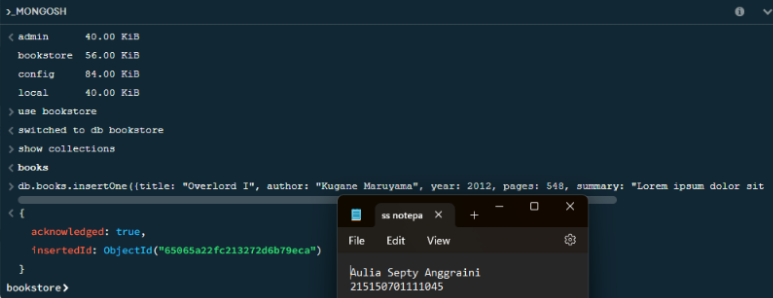 >_MONGOSH
< admin 40.00 KiB
bookstore 56.00 KiB
config 84.00 KiB
local 40.00 KiB
> use bookstore
< switched to db bookstore
> show collections
< books
> db.books.insertOne({title: "Overlord I", author: "Kugane Maruyama", year: 2012, pages: 548, summary: "Lorem ipsum dolor sit
< {
acknowledged: true,
insertedId: ObjectId("65065a22fc213272d6b79eca")
}
bookstore>
ss notepa
File Edit View
Aulia Septy Anggraini
215150701111045